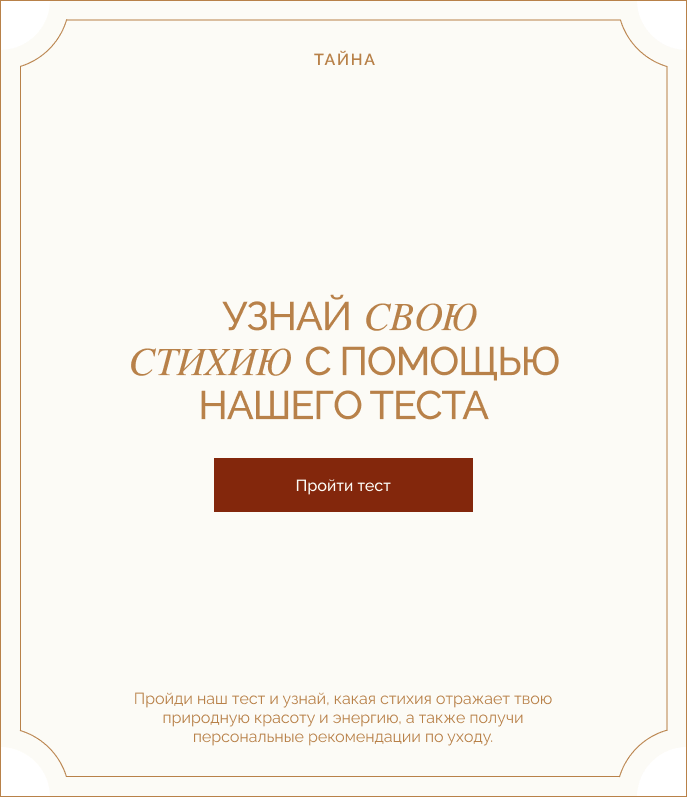 ТАЙНА
УЗНАЙ СВОЮ
СТИХИЮ С ПОМОЩЬЮ
НАШЕГО ТЕСТА
Пройти тест
Пройди наш тест и узнай, какая стихия отражает твою
природную красоту и энергию, а также получи
персональные рекомендации по уходу.